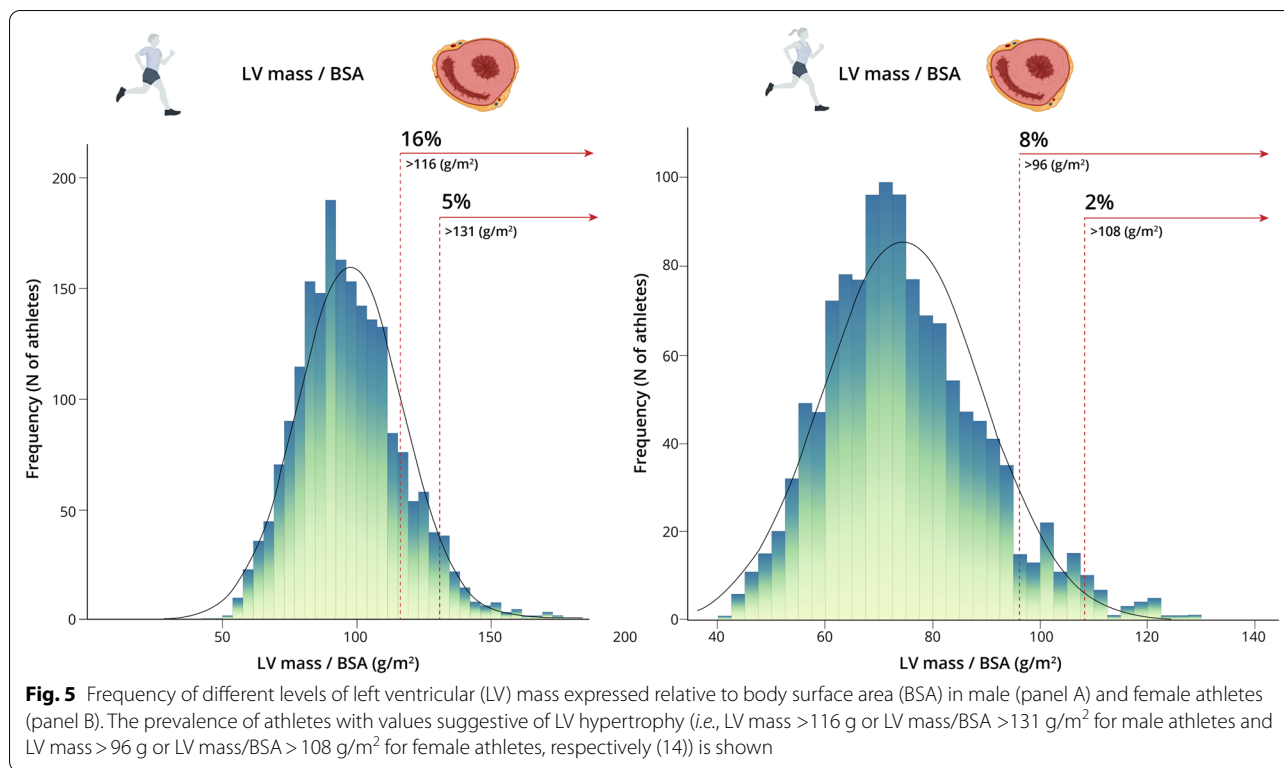 LV mass / BSA
16%
>116 (g/m²)
5%
>131 (g/m²)
200
150
100
50
0
Frequency (N of athletes)
50
100
150
200
LV mass / BSA (g/m²)
LV mass / BSA
8%
>96 (g/m²)
2%
>108 (g/m²)
100
80
60
40
20
0
Frequency (N of athletes)
40
60
80
100
120
140
LV mass / BSA (g/m²)
Fig. 5 Frequency of different levels of left ventricular (LV) mass expressed relative to body surface area (BSA) in male (panel A) and female athletes
(panel B). The prevalence of athletes with values suggestive of LV hypertrophy (i.e., LV mass >116 g or LV mass/BSA >131 g/m² for male athletes and
LV mass > 96 g or LV mass/BSA > 108 g/m² for female athletes, respectively (14)) is shown